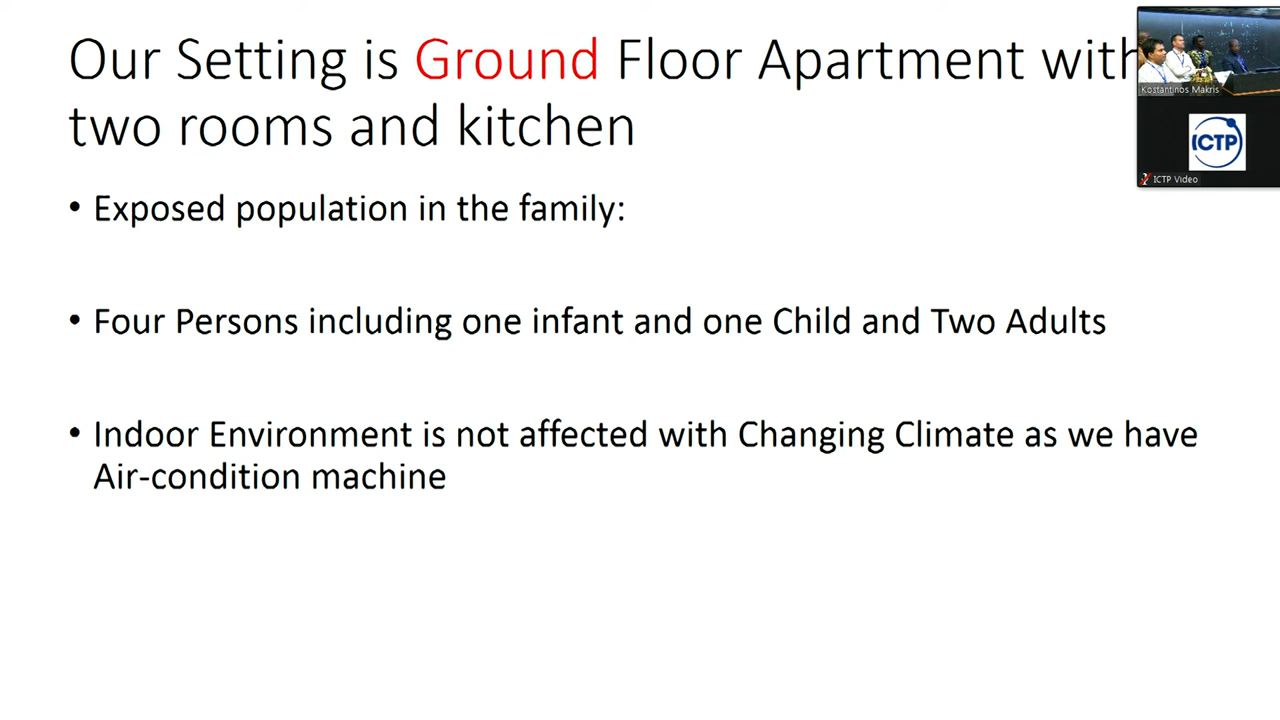 Our Setting is Ground Floor Apartment with
two rooms and kitchen
• Exposed population in the family:
• Four Persons including one infant and one Child and Two Adults
• Indoor Environment is not affected with Changing Climate as we have
Air-condition machine
Kostantinos Makris
ICTP
ICTP Video